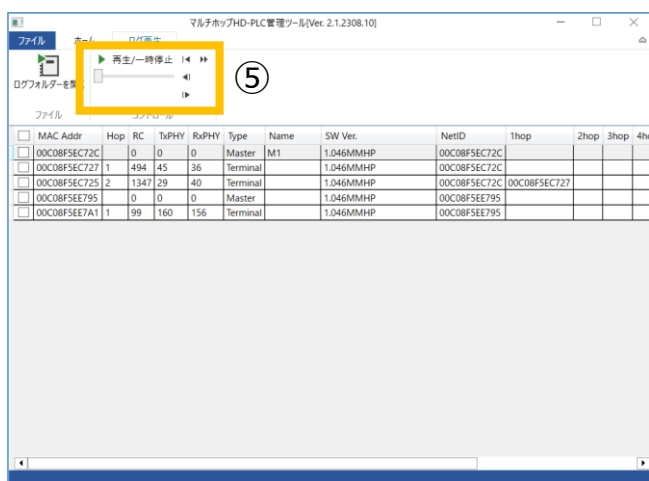 マルチホップHD-PLC管理ツール[Ver. 2.1.2308.10]
ファイル ホーム ログ再生
再生/一時停止
⑤
ログフォルダーを開
ファイル コントロール
MAC Addr Hop RC TxPHY RxPHY Type Name SW Ver. NetID 1hop 2hop 3hop 4h
00C08F5EC72C 0 0 0 Master M1 1.046MMHP 00C08F5EC72C
00C08F5EC727 1 494 45 36 Terminal 1.046MMHP 00C08F5EC72C
00C08F5EC725 2 1347 29 40 Terminal 1.046MMHP 00C08F5EC72C 00C08F5EC727
00C08F5EE795 0 0 0 Master 1.046MMHP 00C08F5EE795
00C08F5EE7A1 1 99 160 156 Terminal 1.046MMHP 00C08F5EE795